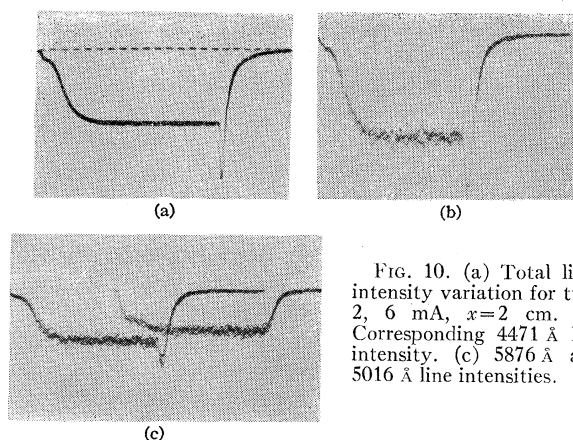 (a)
(b)
(c)
FIG. 10. (a) Total li
intensity variation for t
2, 6 mA, x=2 cm.
Corresponding 4471 Å
intensity. (c) 5876 Å a
5016 Å line intensities.